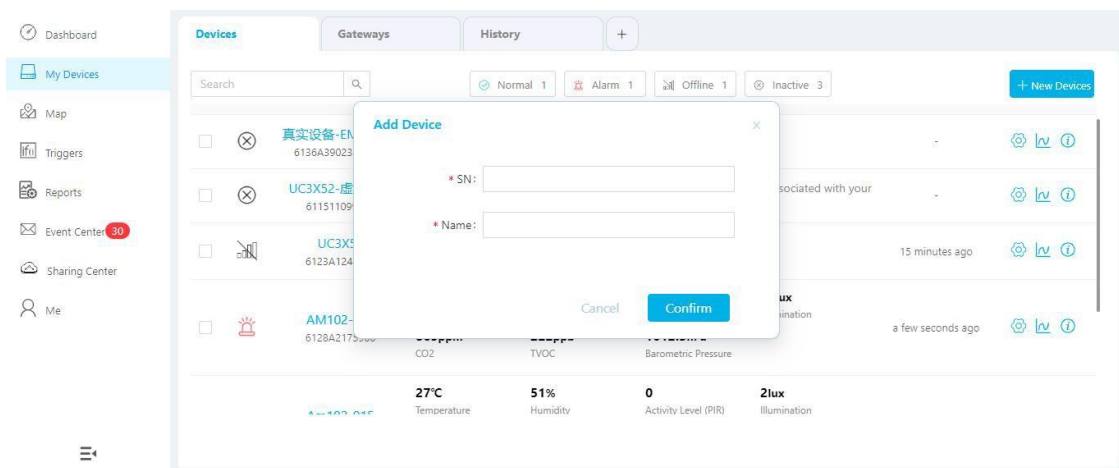 Dashboard
My Devices
Map
Triggers
Reports
Event Center 30
Sharing Center
Me
Devices Gateways History +
Search
Normal 1 Alarm 1 Offline 1 Inactive 3
+ New Devices
Add Device x
* SN:
* Name:
Cancel Confirm
真实设备-EM
6136A39023
-
UC3X52-虚
61151109
sociated with your
-
UC3X5
6123A124
15 minutes ago
AM102-
6128A2175
ux
ination
a few seconds ago
CO2 TVOC Barometric Pressure
27℃ 51% 0 2lux
Temperature Humidity Activity Level (PIR) Illumination